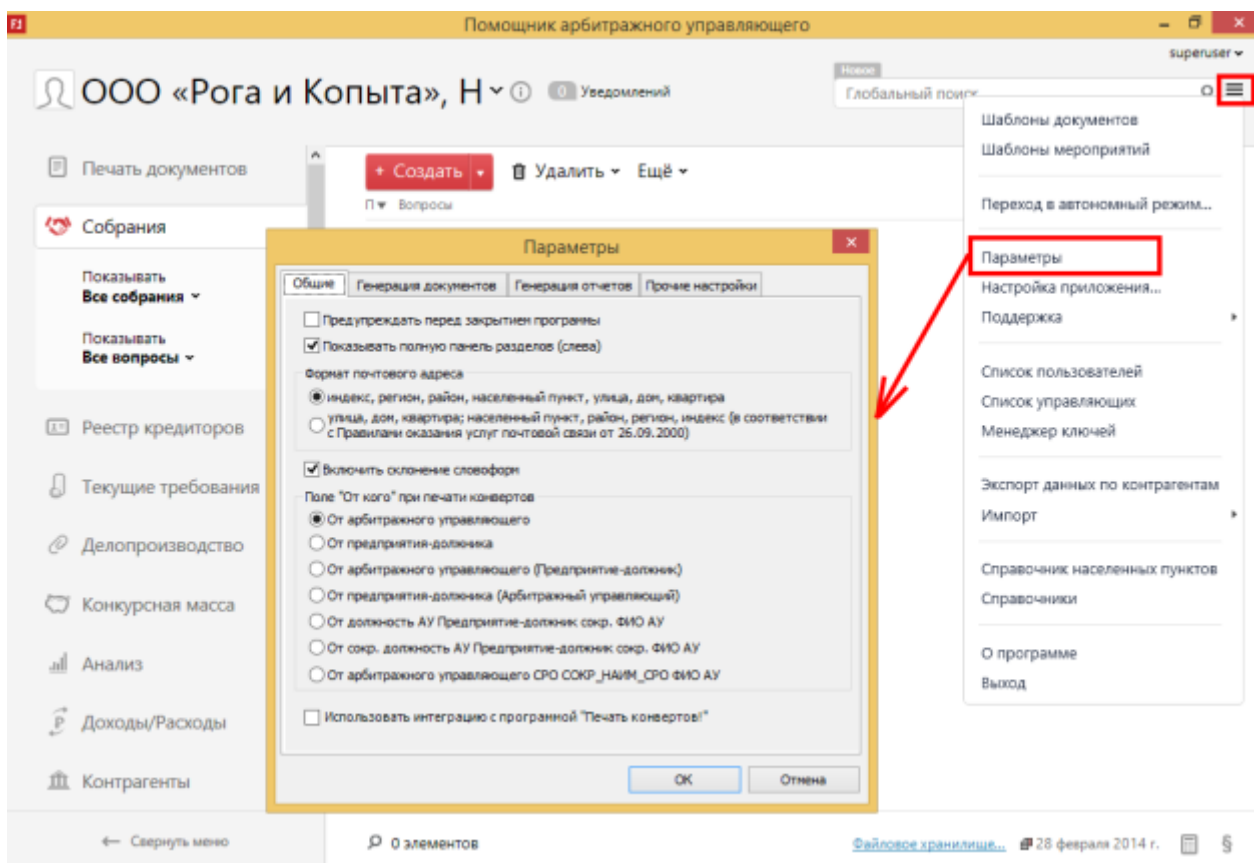 Помощник арбитражного управляющего
superuser
ООО «Рога и Копыта», Н
0 Уведомлений
Новое
Глобальный поиск
Печать документов
+ Создать
Удалить
Ещё
П Вопросы
Собрания
Показывать
Все собрания
Показывать
Все вопросы
Реестр кредиторов
Текущие требования
Делопроизводство
Конкурсная масса
Анализ
Доходы/Расходы
Контрагенты
← Свернуть меню
Параметры
Общие
Генерация документов
Генерация отчетов
Прочие настройки
Предупреждать перед закрытием программы
Показывать полную панель разделов (слева)
Формат почтового адреса
индекс, регион, район, населенный пункт, улица, дом, квартира
улица, дом, квартира; населенный пункт, район, регион, индекс (в соответствии
с Правилами оказания услуг почтовой связи от 26.09.2000)
Включить склонение словоформ
Поле "От кого" при печати конвертов
От арбитражного управляющего
От предприятия-должника
От арбитражного управляющего (Предприятие-должник)
От предприятия-должника (Арбитражный управляющий)
От должность АУ Предприятие-должник сокр. ФИО АУ
От сокр. должность АУ Предприятие-должник сокр. ФИО АУ
От арбитражного управляющего СРО СОКР_НАИМ_СРО ФИО АУ
Использовать интеграцию с программой "Печать конвертов!"
ОК
Отмена
Шаблоны документов
Шаблоны мероприятий
Переход в автономный режим...
Параметры
Настройка приложения...
Поддержка
Список пользователей
Список управляющих
Менеджер ключей
Экспорт данных по контрагентам
Импорт
Справочник населенных пунктов
Справочники
О программе
Выход
0 элементов
Файловое хранилище...
28 февраля 2014 г.
§